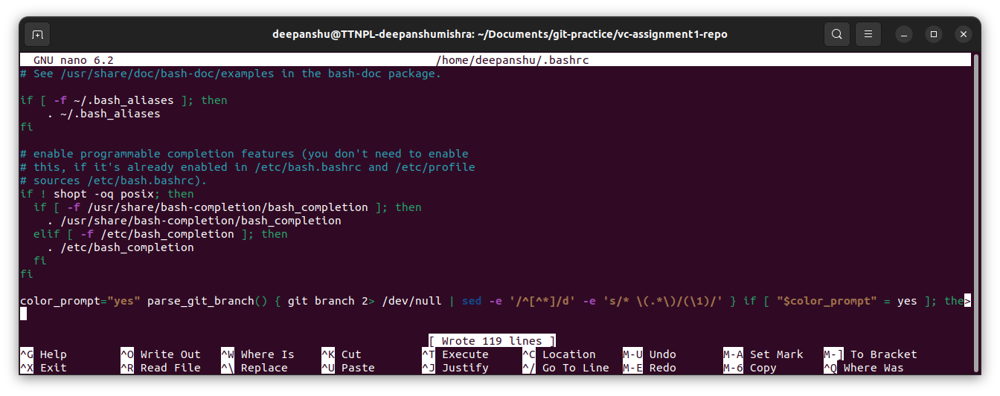 deepanshu@TTNPL-deepanshumishra: ~/Documents/git-practice/vc-assignment1-repo
GNU nano 6.2 /home/deepanshu/.bashrc
# See /usr/share/doc/bash-doc/examples in the bash-doc package.
if [ -f ~/.bash_aliases ]; then
    . ~/.bash_aliases
fi
# enable programmable completion features (you don't need to enable
# this, if it's already enabled in /etc/bash.bashrc and /etc/profile
# sources /etc/bash.bashrc).
if ! shopt -oq posix; then
  if [ -f /usr/share/bash-completion/bash_completion ]; then
    . /usr/share/bash-completion/bash_completion
  elif [ -f /etc/bash_completion ]; then
    . /etc/bash_completion
  fi
fi
color_prompt="yes" parse_git_branch() { git branch 2> /dev/null | sed -e '/^[^*]/d' -e 's/* \(.*\)/(\1)/' } if [ "$color_prompt" = yes ]; the>
[ Wrote 119 lines ]
^G Help ^O Write Out ^W Where Is ^K Cut ^T Execute ^C Location M-U Undo M-A Set Mark M-] To Bracket
^X Exit ^R Read File ^\ Replace ^U Paste ^J Justify ^/ Go To Line M-E Redo M-6 Copy ^Q Where Was